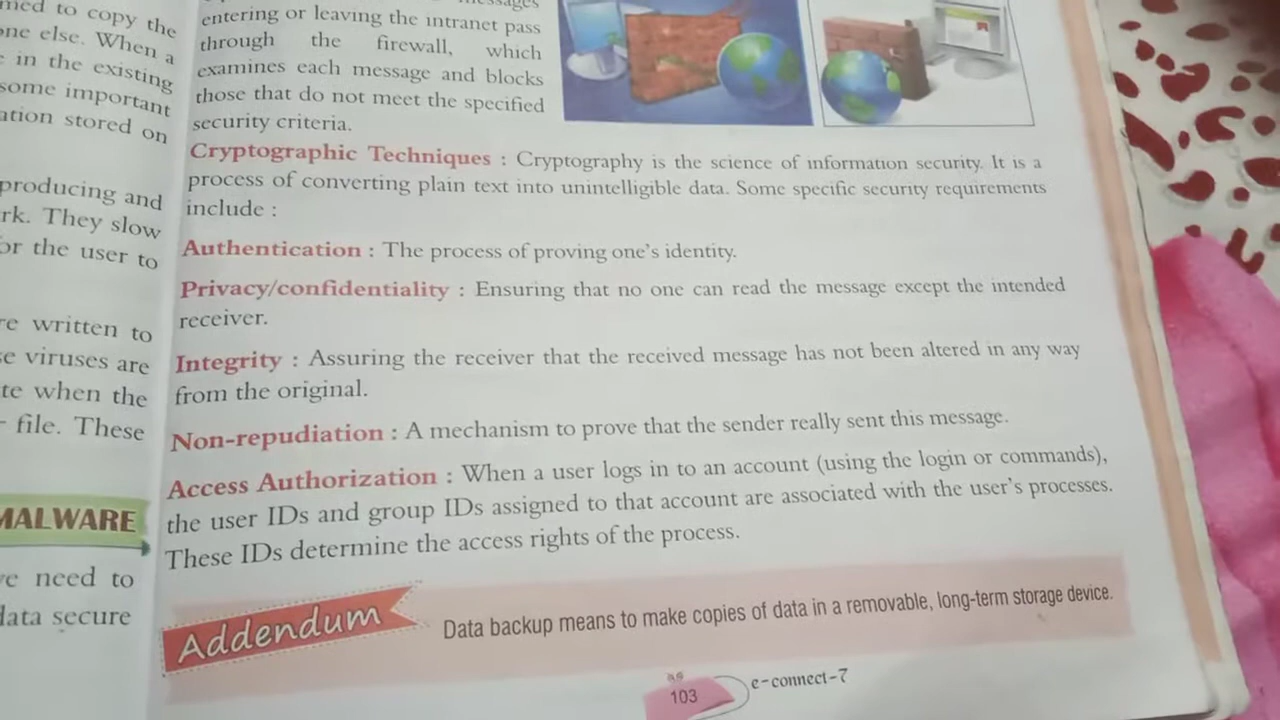 med to copy the
one else. When a
in the existing
some important
ation stored on
producing and
rk. They slow
or the user to
re written to
se viruses are
te when the
file. These
MALWARE
ve need to
data secure
messages
entering or leaving the intranet pass
through the firewall, which
examines each message and blocks
those that do not meet the specified
security criteria.
Cryptographic Techniques : Cryptography is the science of information security. It is a
process of converting plain text into unintelligible data. Some specific security requirements
include :
Authentication : The process of proving one's identity.
Privacy/confidentiality : Ensuring that no one can read the message except the intended
receiver.
Integrity : Assuring the receiver that the received message has not been altered in any way
from the original.
Non-repudiation : A mechanism to prove that the sender really sent this message.
Access Authorization : When a user logs in to an account (using the login or commands),
the user IDs and group IDs assigned to that account are associated with the user's processes.
These IDs determine the access rights of the process.
Addendum
Data backup means to make copies of data in a removable, long-term storage device.
103
e-connect-7